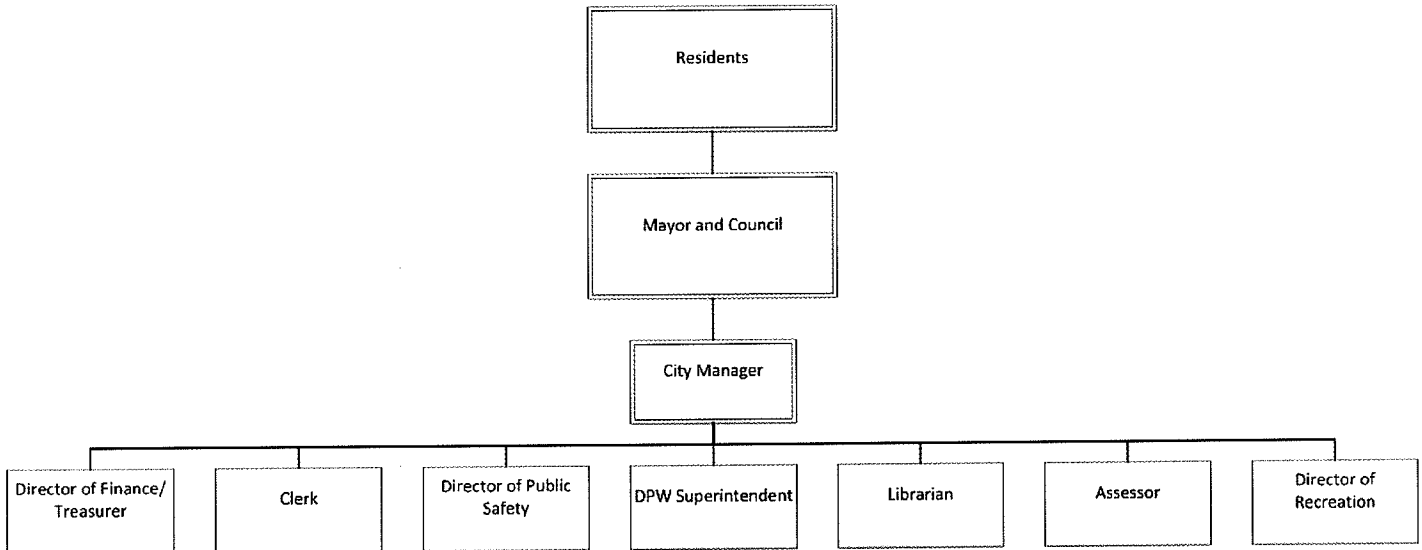 Residents
Mayor and Council
City Manager
Director of Finance/
Treasurer
Clerk
Director of Public
Safety
DPW Superintendent
Librarian
Assessor
Director of
Recreation